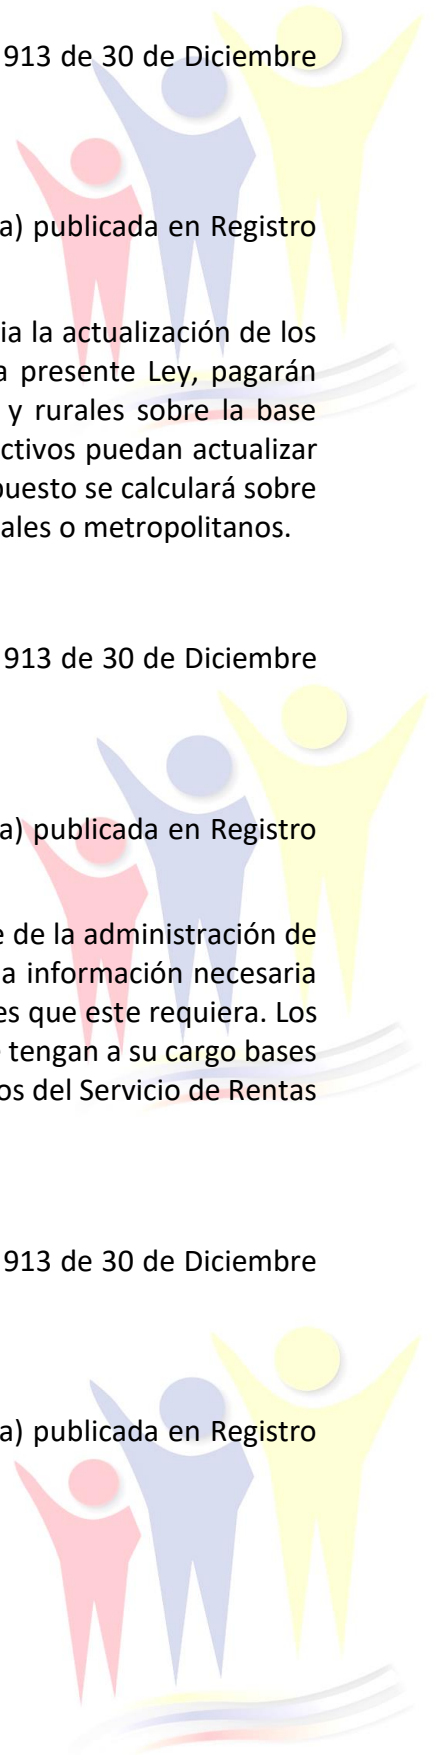 913 de 30 de Diciembre
a) publicada en Registro
ia la actualización de los
a presente Ley, pagarán
y rurales sobre la base
ctivos puedan actualizar
puesto se calculará sobre
ales o metropolitanos.
913 de 30 de Diciembre
a) publicada en Registro
e de la administración de
a información necesaria
es que este requiera. Los
tengan a su cargo bases
os del Servicio de Rentas
913 de 30 de Diciembre
a) publicada en Registro